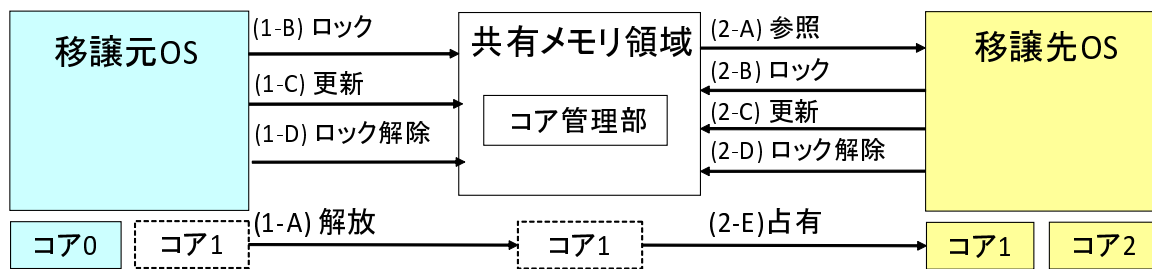 移譲元OS
(1-B) ロック
(1-C) 更新
(1-D) ロック解除
共有メモリ領域
コア管理部
(2-A) 参照
(2-B) ロック
(2-C) 更新
(2-D) ロック解除
移譲先OS
コア0
コア1
(1-A) 解放
コア1
(2-E)占有
コア1
コア2